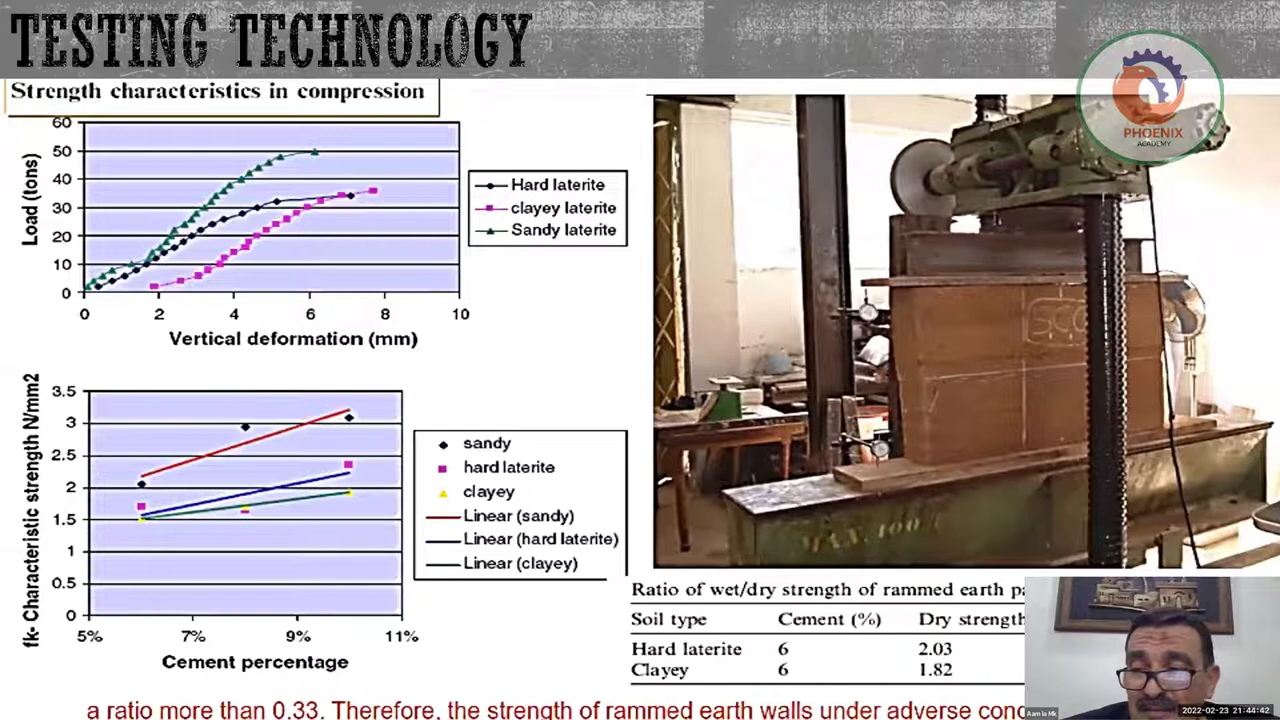 TESTING TECHNOLOGY
PHOENIX
ACADEMY
Strength characteristics in compression
60
50
40
30
20
10
0
Load (tons)
0 2 4 6 8 10
Vertical deformation (mm)
Hard laterite
clayey laterite
Sandy laterite
3.5
3
2.5
2
1.5
1
0.5
0
fk- Characteristic strength N/mm2
5% 7% 9% 11%
Cement percentage
sandy
hard laterite
clayey
Linear (sandy)
Linear (hard laterite)
Linear (clayey)
SCC
MAX. 400
Ratio of wet/dry strength of rammed earth
Soil type Cement (%) Dry strength
Hard laterite 6 2.03
Clayey 6 1.82
a ratio more than 0.33. Therefore, the strength of rammed earth walls under adverse
2022-02-23 21:44:42